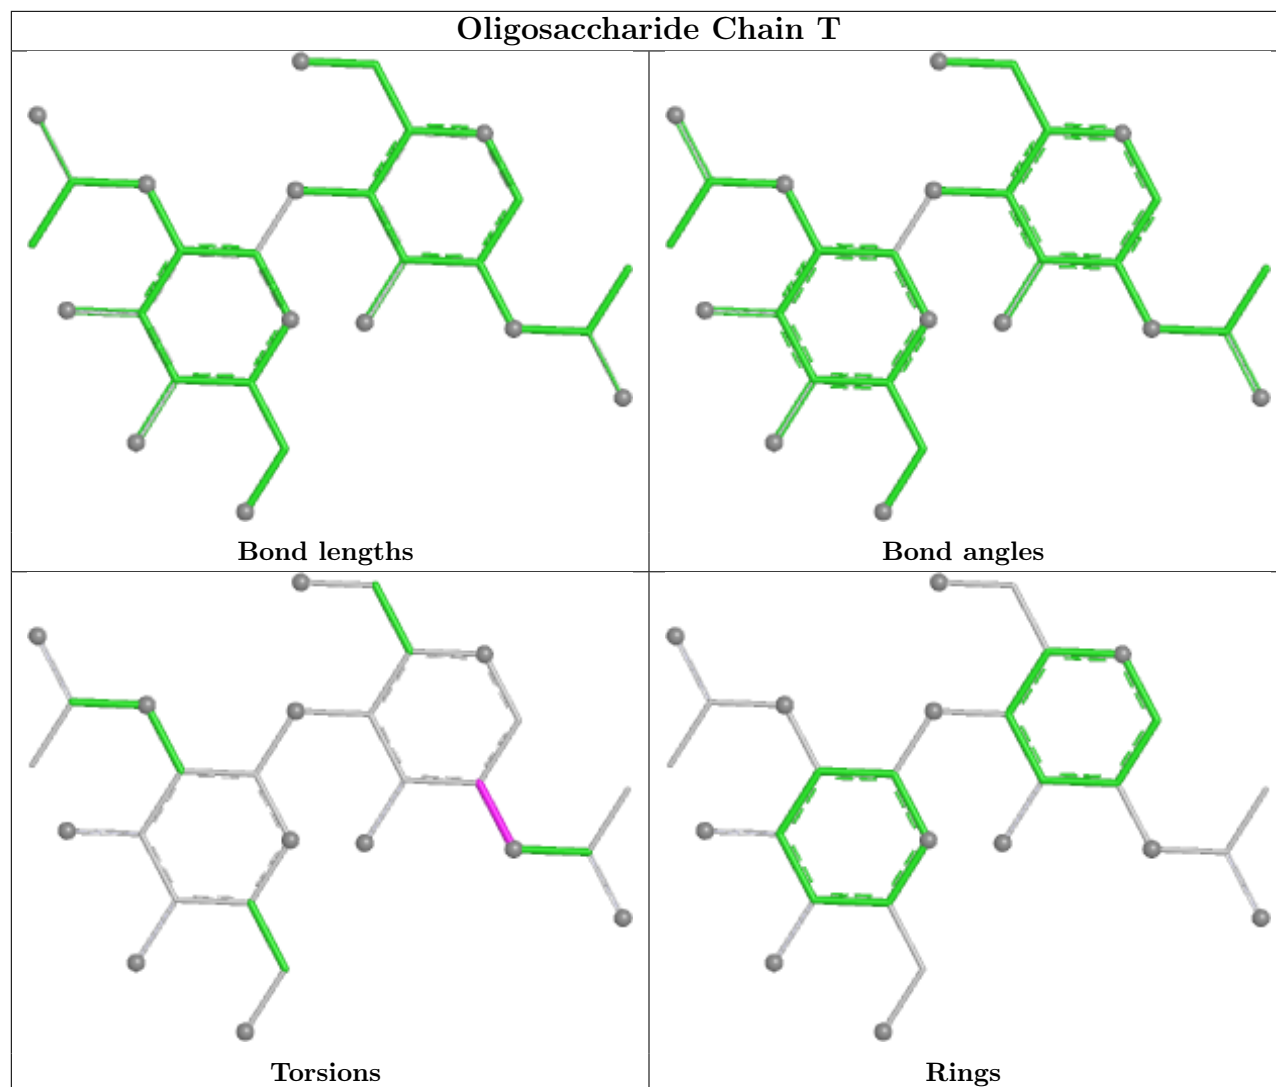 Oligosaccharide Chain T
Bond lengths
Bond angles
Torsions
Rings